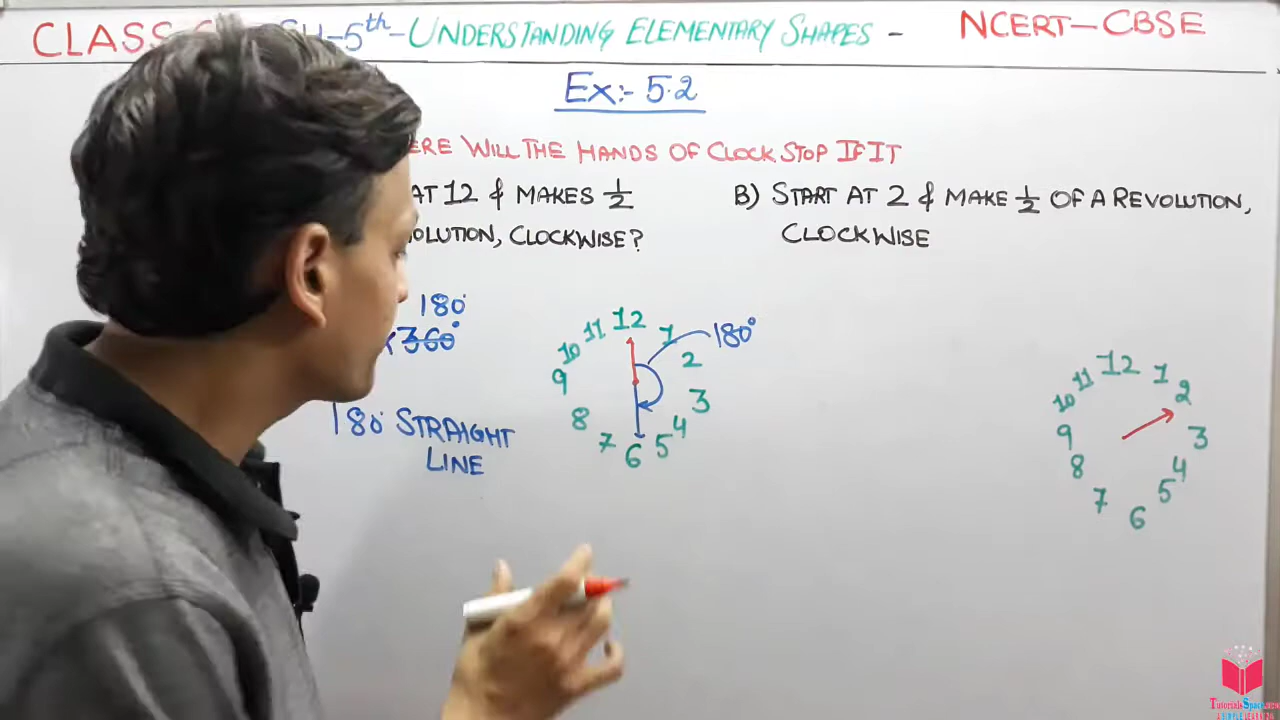 CLASS 5th-UNDERSTANDING ELEMENTARY SHAPES - NCERT-CBSE
Ex:- 5.2
ERE WILL THE HANDS OF CLOCK STOP IF IT
AT 12 & MAKES 1/2
OLUTION, CLOCKWISE?
B) START AT 2 & MAKE 1/2 OF A REVOLUTION,
CLOCKWISE
180°
360°
180° STRAIGHT
LINE
12 1 2 3 4 5 6 7 8 9 10 11
180°
12 1 2 3 4 5 6 7 8 9 10 11